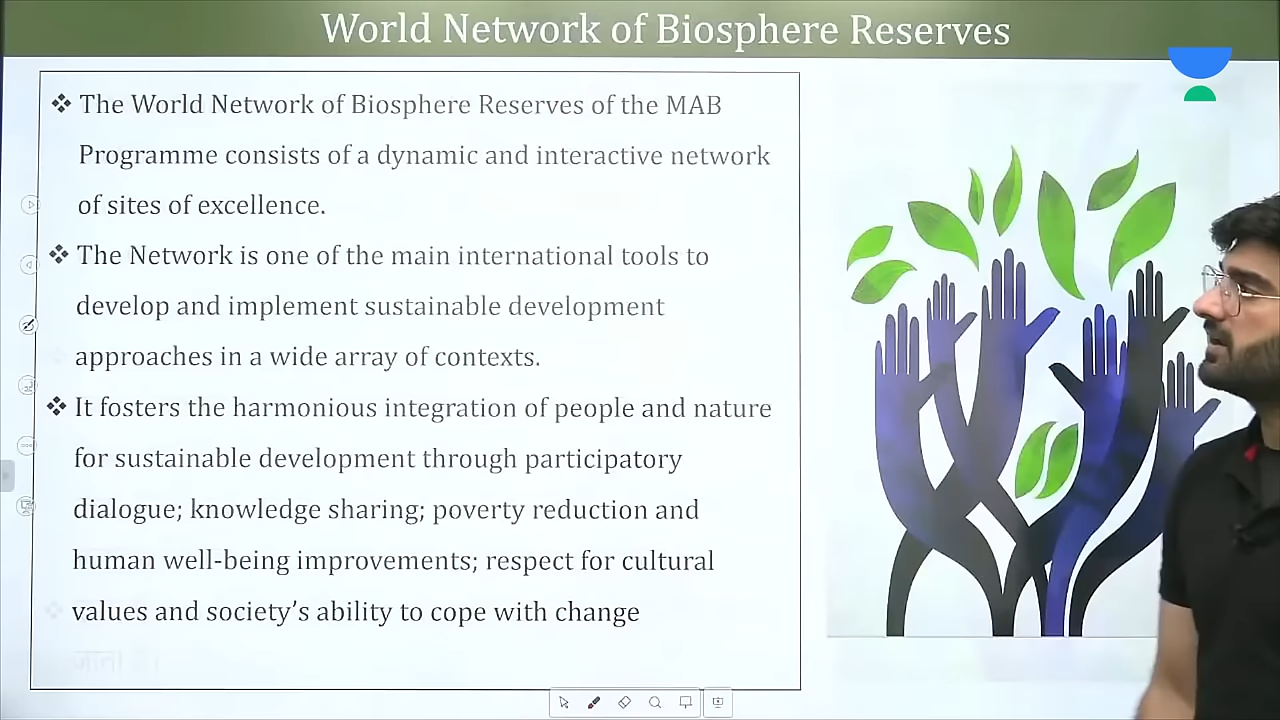 World Network of Biosphere Reserves
❖ The World Network of Biosphere Reserves of the MAB
Programme consists of a dynamic and interactive network
of sites of excellence.
❖ The Network is one of the main international tools to
develop and implement sustainable development
approaches in a wide array of contexts.
❖ It fosters the harmonious integration of people and nature
for sustainable development through participatory
dialogue; knowledge sharing; poverty reduction and
human well-being improvements; respect for cultural
values and society’s ability to cope with change